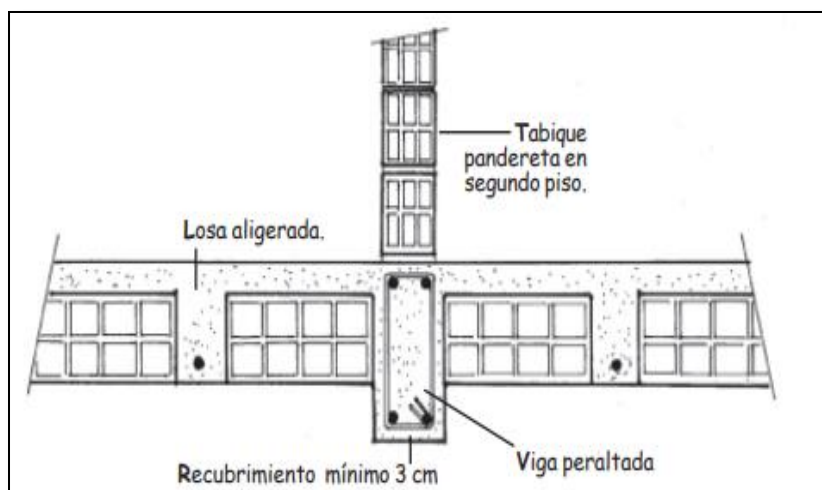 Tabique
pandereta en
segundo piso.
Losa aligerada.
Recubrimiento mínimo 3 cm
Viga peraltada